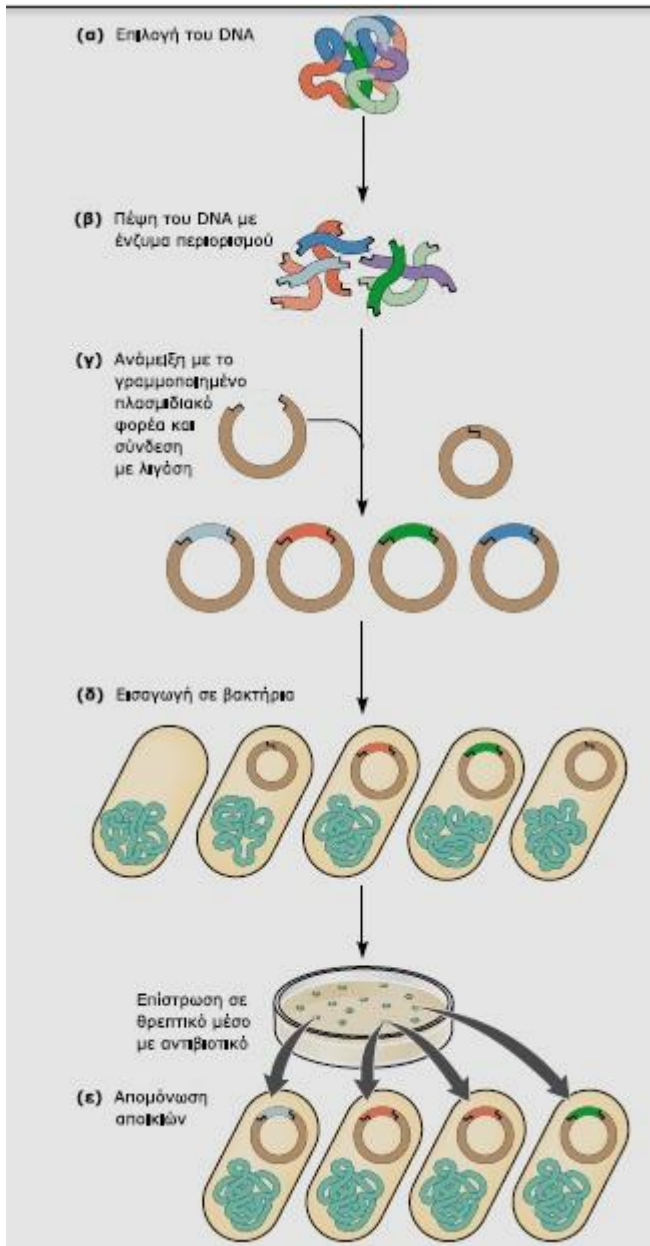 (α) Επιλογή του DNA
(β) Πέψη του DNA με
ένζυμα περιορισμού
(γ) Ανάμειξη με το
γραμμοποιημένο
πλασμιδιακό
φορέα και
σύνδεση
με λιγάση
(δ) Εισαγωγή σε βακτήρια
Επίστρωση σε
θρεπτικό μέσο
με αντιβιοτικό
(ε) Απομόνωση
αποικιών